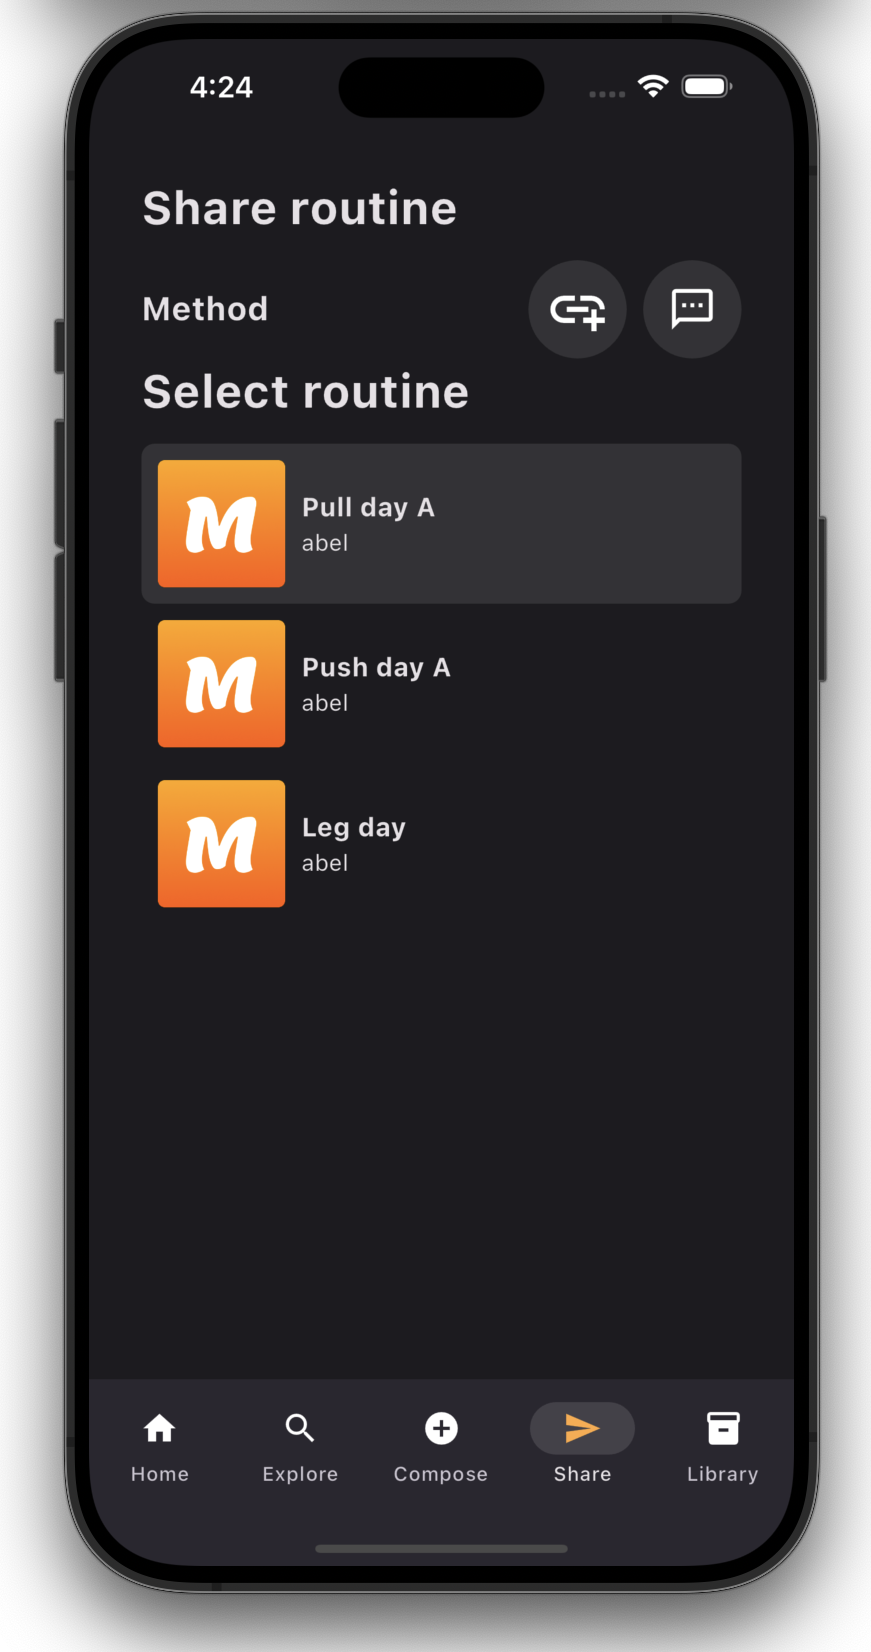 4:24
Share routine
Method
Select routine
M
Pull day A
abel
M
Push day A
abel
M
Leg day
abel
Home
Explore
Compose
Share
Library